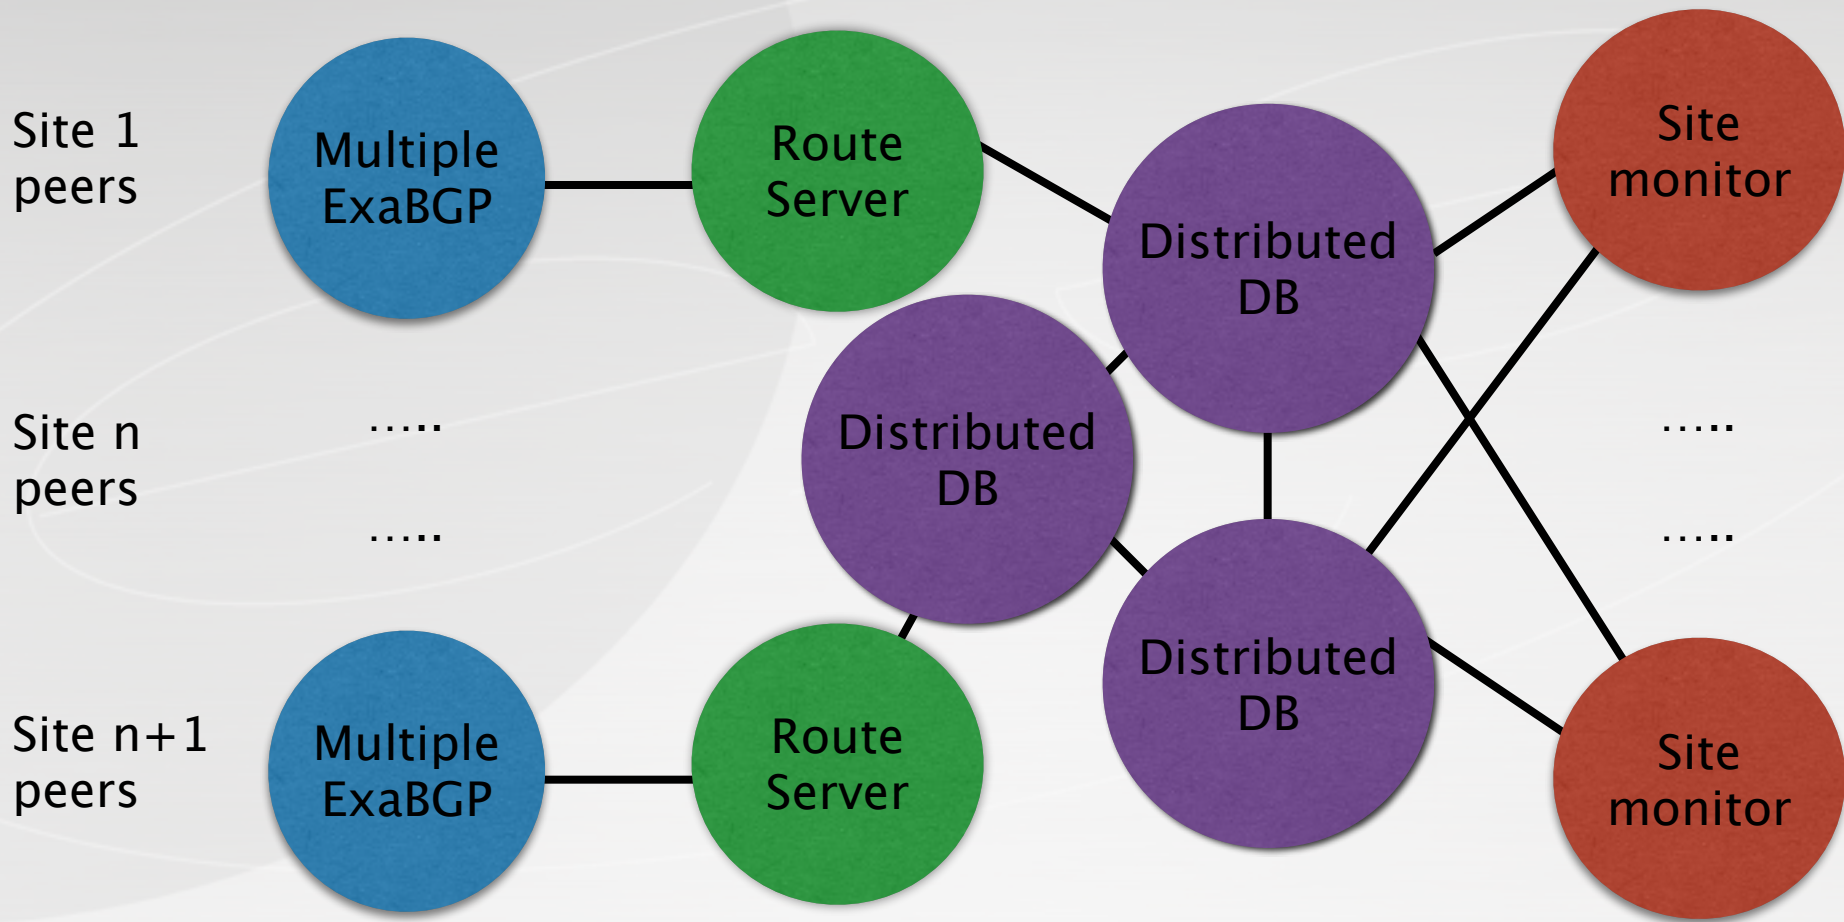 Site 1
peers
Multiple
ExaBGP
Route
Server
Distributed
DB
Site
monitor
Site n
peers
.....
.....
Distributed
DB
.....
.....
Site n+1
peers
Multiple
ExaBGP
Route
Server
Distributed
DB
Site
monitor